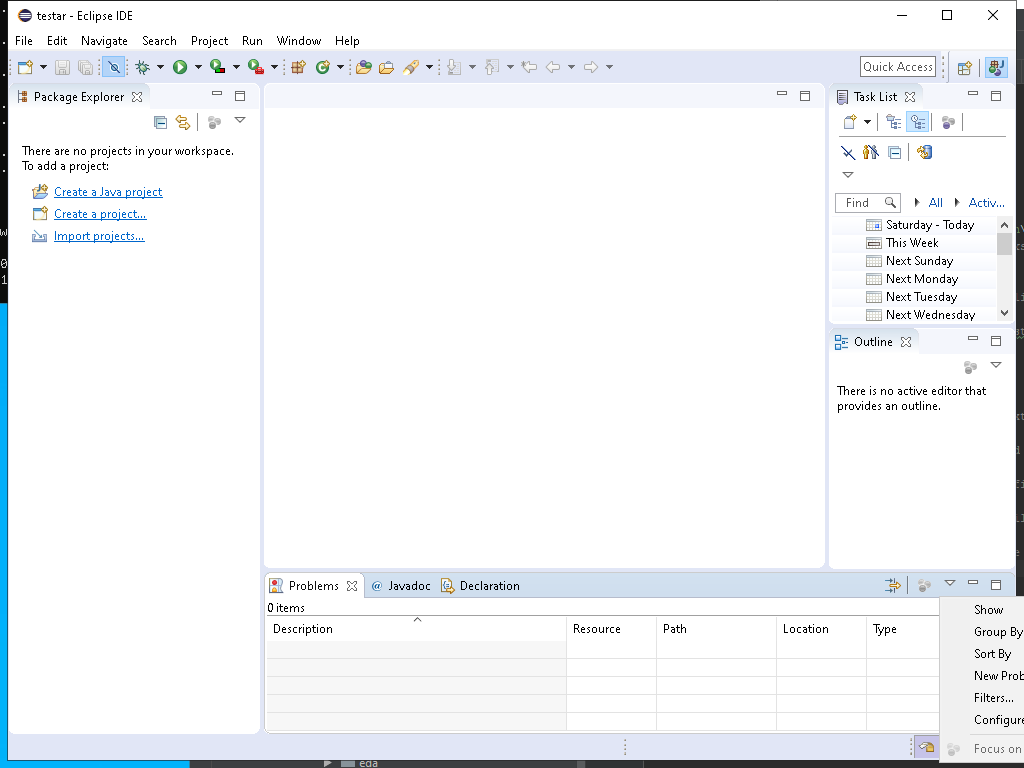 testar - Eclipse IDE
File Edit Navigate Search Project Run Window Help
Quick Access
Package Explorer
There are no projects in your workspace.
To add a project:
Create a Java project
Create a project...
Import projects...
Task List
Find All Activ...
Saturday - Today
This Week
Next Sunday
Next Monday
Next Tuesday
Next Wednesday
Outline
There is no active editor that
provides an outline.
Problems @ Javadoc Declaration
0 items
Description Resource Path Location Type
Show
Group By
Sort By
New Prob
Filters...
Configure
Focus on
eda